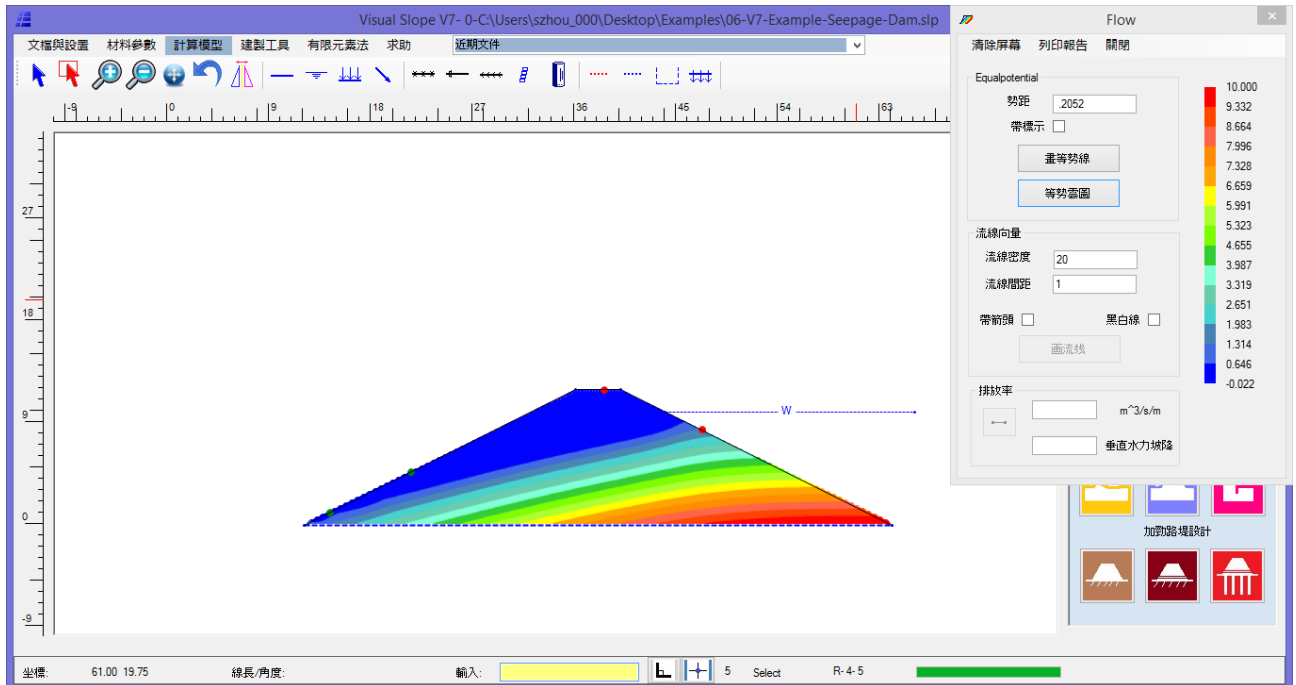 Visual Slope V7- 0-C:\Users\szhou_000\Desktop\Examples\06-V7-Example-Seepage-Dam.slp
文檔與設置 材料參數 計算模型 建製工具 有限元素法 求助 近期文件
-9 0 9 18 27 36 45 54 63
27
18
9
0
-9
W
Flow
清除屏幕 列印報告 關閉
Equalpotential
勢距 .2052
帶標示
畫等勢線
等勢雲圖
流線向量
流線密度 20
流線間距 1
帶箭頭 黑白線
画流线
排放率
m^3/s/m
垂直水力坡降
10.000
9.332
8.664
7.996
7.328
6.659
5.991
5.323
4.655
3.987
3.319
2.651
1.983
1.314
0.646
-0.022
加勁路堤設計
坐標: 61.00 19.75 線長/角度: 輸入: 5 Select R- 4- 5